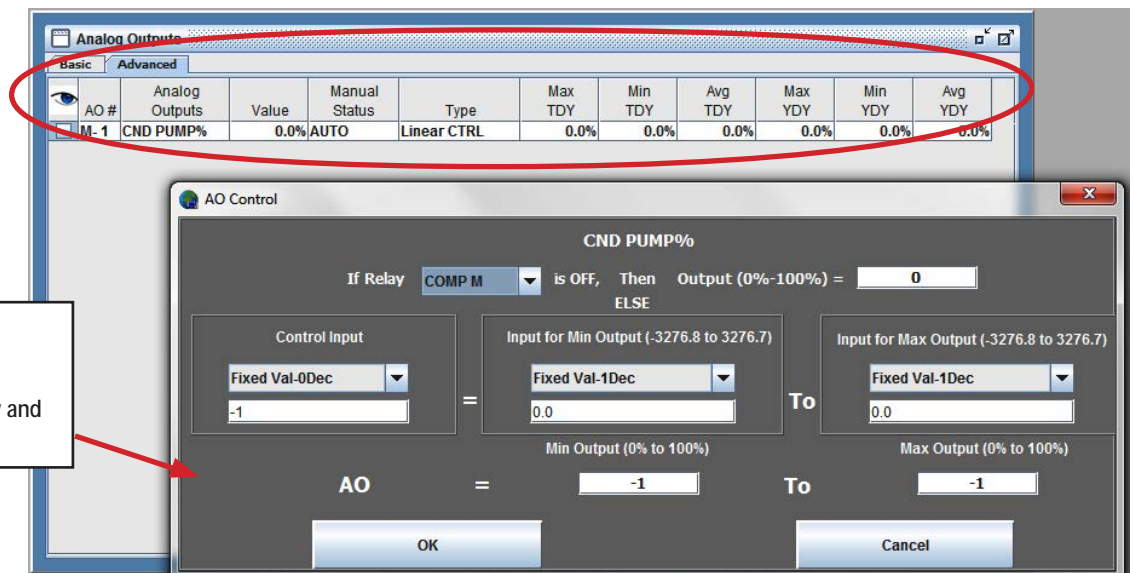 Analog Outputs
Basic Advanced
AO # Analog Outputs Value Manual Status Type Max TDY Min TDY Avg TDY Max YDY Min YDY Avg YDY
M- 1 CND PUMP% 0.0% AUTO Linear CTRL 0.0% 0.0% 0.0% 0.0% 0.0% 0.0%
AO Control
CND PUMP%
If Relay COMP M is OFF, Then Output (0%-100%) = 0
ELSE
Control Input Input for Min Output (-3276.8 to 3276.7) Input for Max Output (-3276.8 to 3276.7)
Fixed Val-0Dec Fixed Val-1Dec Fixed Val-1Dec
-1 = 0.0 To 0.0
and
Min Output (0% to 100%) Max Output (0% to 100%)
AO = -1 To -1
OK Cancel